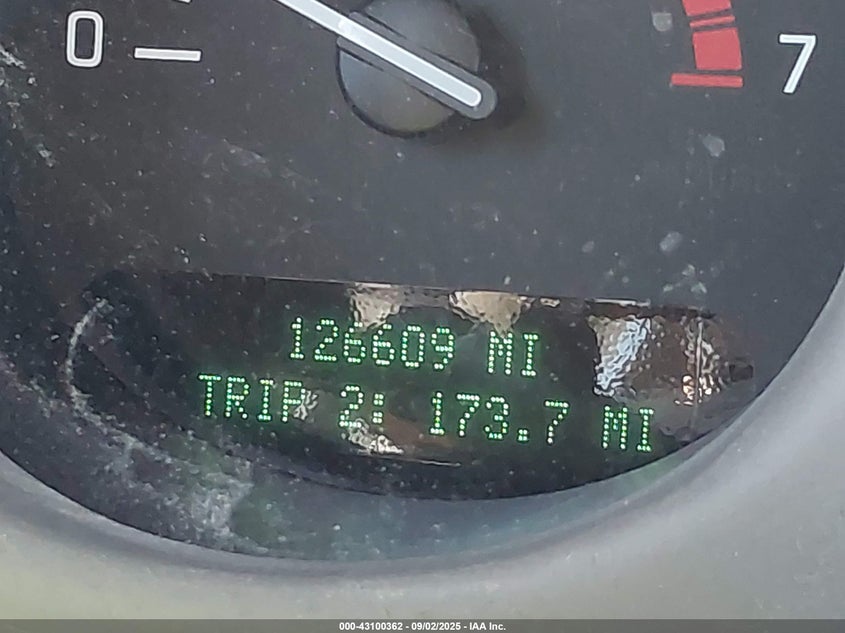 0
7
126609 MI
TRIP 2: 173.7 MI
000-43100362 - 09/02/2025 - IAA Inc.